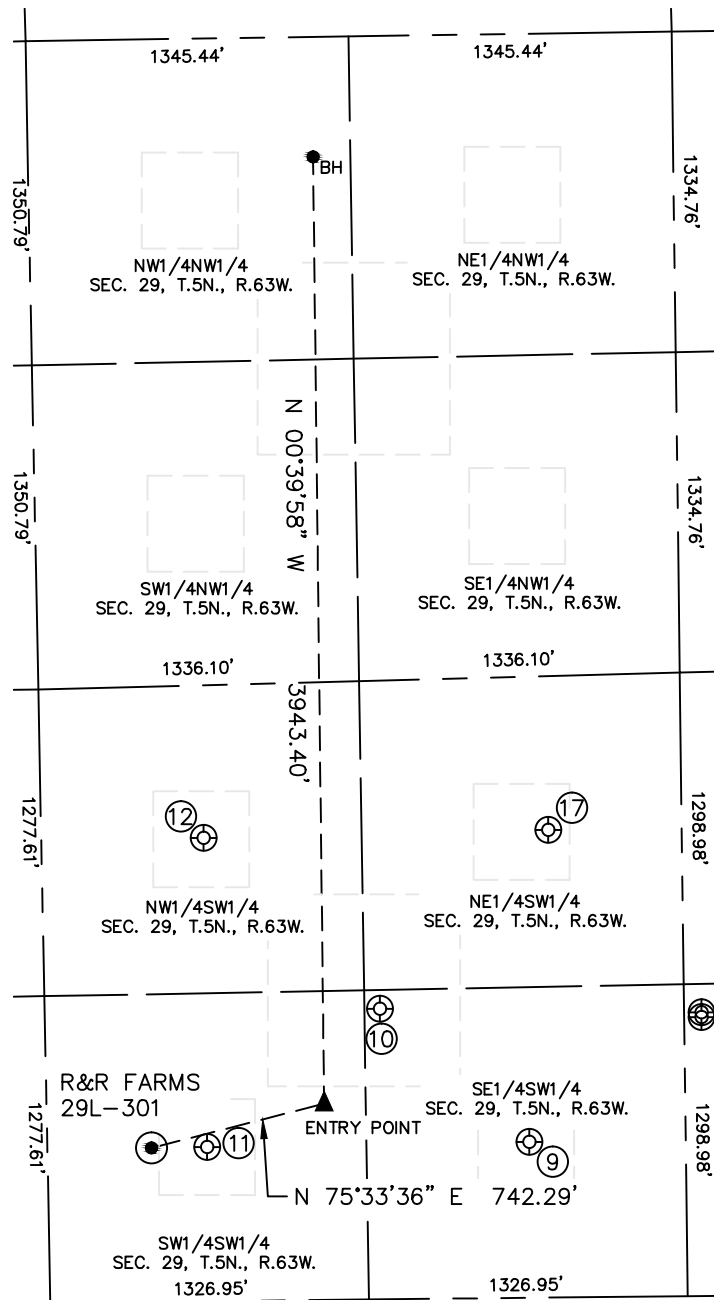 1345.44'
1345.44'
BH
1350.79'
1334.76'
NW1/4NW1/4
SEC. 29, T.5N., R.63W.
NE1/4NW1/4
SEC. 29, T.5N., R.63W.
N 00°39'58" W
1350.79'
1334.76'
SW1/4NW1/4
SEC. 29, T.5N., R.63W.
SE1/4NW1/4
SEC. 29, T.5N., R.63W.
1336.10'
1336.10'
3943.40'
12
17
1277.61'
1298.98'
NW1/4SW1/4
SEC. 29, T.5N., R.63W.
NE1/4SW1/4
SEC. 29, T.5N., R.63W.
10
R&R FARMS
29L-301
SE1/4SW1/4
SEC. 29, T.5N., R.63W.
ENTRY POINT
1277.61'
1298.98'
11
9
N 75°33'36" E 742.29'
SW1/4SW1/4
SEC. 29, T.5N., R.63W.
1326.95'
1326.95'